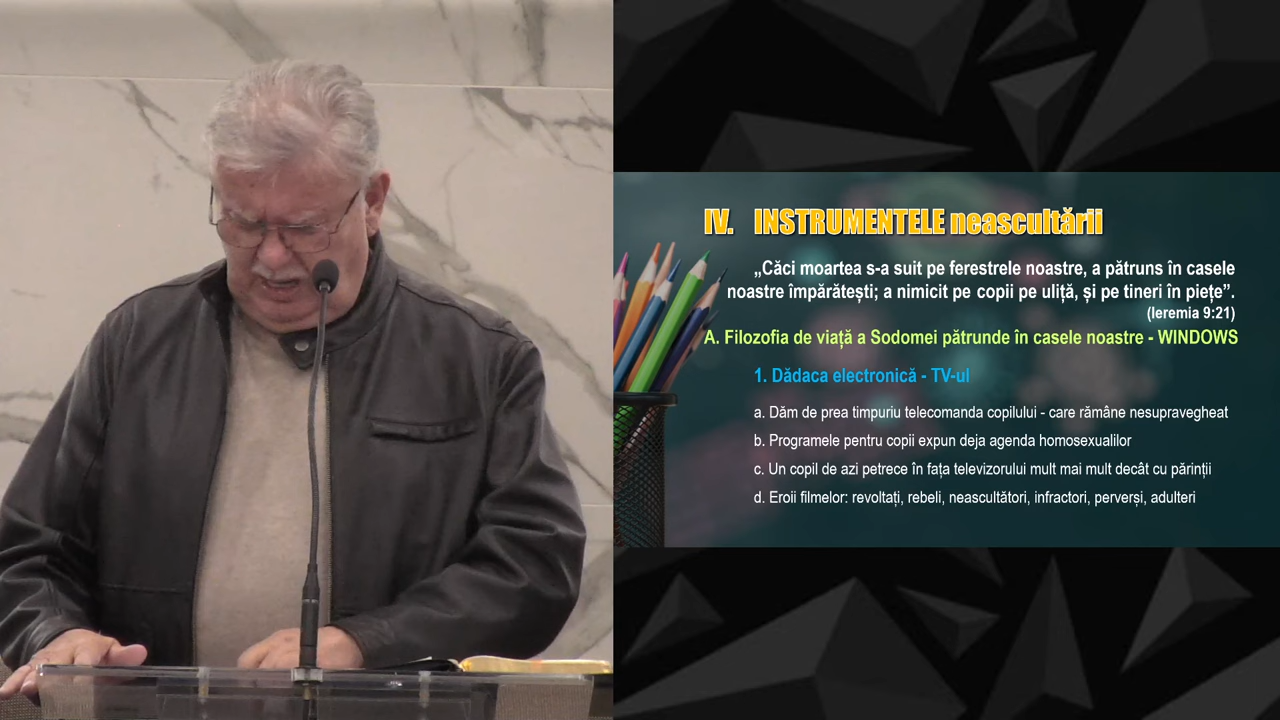 IV. INSTRUMENTELE neascultării
„Căci moartea s-a suit pe ferestrele noastre, a pătruns în casele
noastre împărătești; a nimicit pe copii pe uliță, și pe tineri în piețe”.
(Ieremia 9:21)
A. Filozofia de viață a Sodomei pătrunde în casele noastre - WINDOWS
1. Dădaca electronică - TV-ul
a. Dăm de prea timpuriu telecomanda copilului - care rămâne nesupravegheat
b. Programele pentru copii expun deja agenda homosexualilor
c. Un copil de azi petrece în fața televizorului mult mai mult decât cu părinții
d. Eroii filmelor: revoltați, rebeli, neascultători, infractori, perverși, adulteri